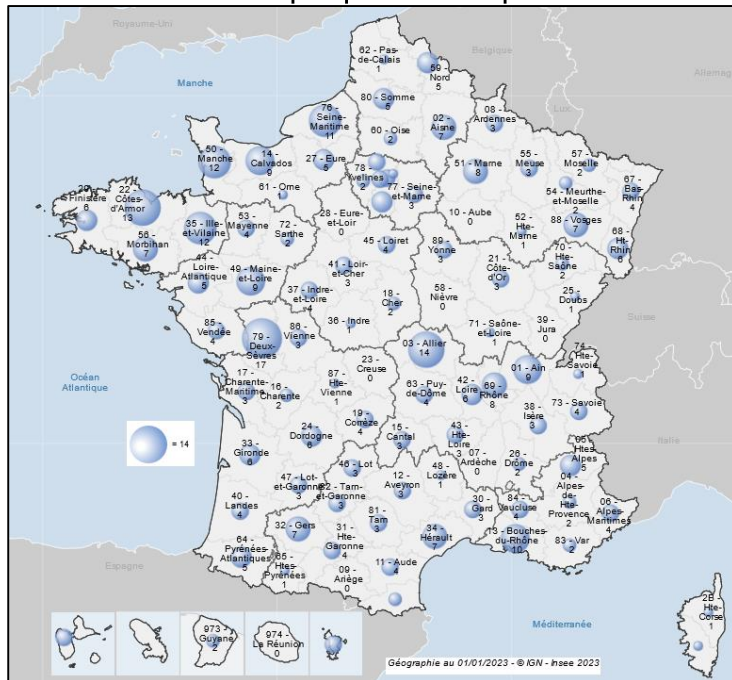 Royaume-Uni
Belgique
Allemag
Lux
Suisse
Italie
Espagne
Manche
Océan
Atlantique
Méditerranée
62 - Pas-
de-Calais
1
59 -
Nord
5
80 - Somme
5
76 -
Seine-
Maritime
11
60 - Oise
2
02 -
Aisne
7
08 -
Ardennes
3
50 -
Manche
12
14 -
Calvados
9
27 - Eure
5
78 -
Yvelines
2
77 - Seine-
et-Marne
3
51 - Marne
8
55 -
Meuse
3
57 -
Moselle
2
67 -
Bas-
Rhin
4
54 - Meurthe-
et-Moselle
2
61 - Orne
1
22 -
Côtes-
d'Armor
13
Finistère
6
35 - Ille-
et-Vilaine
12
53 -
Mayenne
4
72 -
Sarthe
2
28 - Eure-
et-Loir
0
10 - Aube
0
52 -
Hte-
Marne
1
88 - Vosges
7
68 - Ht-
Rhin
6
56 -
Morbihan
7
45 - Loiret
4
89 -
Yonne
3
21 -
Côte-
d'Or
3
70 -
Hte-
Saône
2
44 -
Loire-
Atlantique
5
49 - Maine-
et-Loire
9
41 - Loir-
et-Cher
3
37 - Indre-
et-Loire
4
18 -
Cher
2
58 -
Nièvre
0
25 -
Doubs
1
39 -
Jura
0
85 -
Vendée
4
79 -
Deux-
Sèvres
17
86 -
Vienne
3
36 - Indre
1
03 - Allier
14
71 - Saône-
et-Loire
1
74 -
Hte-
Savoie
1
01 - Ain
9
17 -
Charente-
Maritime
3
16 -
Charente
2
87 -
Hte-
Vienne
1
23 -
Creuse
0
63 - Puy-
de-Dôme
4
42 -
Loire
6
69 -
Rhône
8
38 -
Isère
3
73 - Savoie
4
= 14
24 -
Dordogne
6
19 -
Corrèze
4
15 -
Cantal
3
43 -
Hte-
Loire
3
07 -
Ardèche
0
26 -
Drôme
2
05 -
Htes-
Alpes
5
33 -
Gironde
6
47 - Lot-
et-Garonne
3
46 - Lot
3
12 -
Aveyron
3
48 -
Lozère
1
30 -
Gard
3
84 -
Vaucluse
4
04 -
Alpes-
de-
Hte-
Provence
2
06 -
Alpes-
Maritimes
4
40 -
Landes
4
82 - Tarn-
et-Garonne
3
32 - Gers
7
31 -
Hte-
Garonne
4
81 -
Tarn
3
34 -
Hérault
7
13 - Bouches-
du-Rhône
10
83 - Var
2
64 -
Pyrénées-
Atlantiques
5
65 -
Htes-
Pyrénées
1
09 -
Ariège
0
11 - Aude
4
2B -
Hte-
Corse
1
973 -
Guyane
2
974 -
La Réunion
0
Géographie au 01/01/2023 - © IGN - Insee 2023